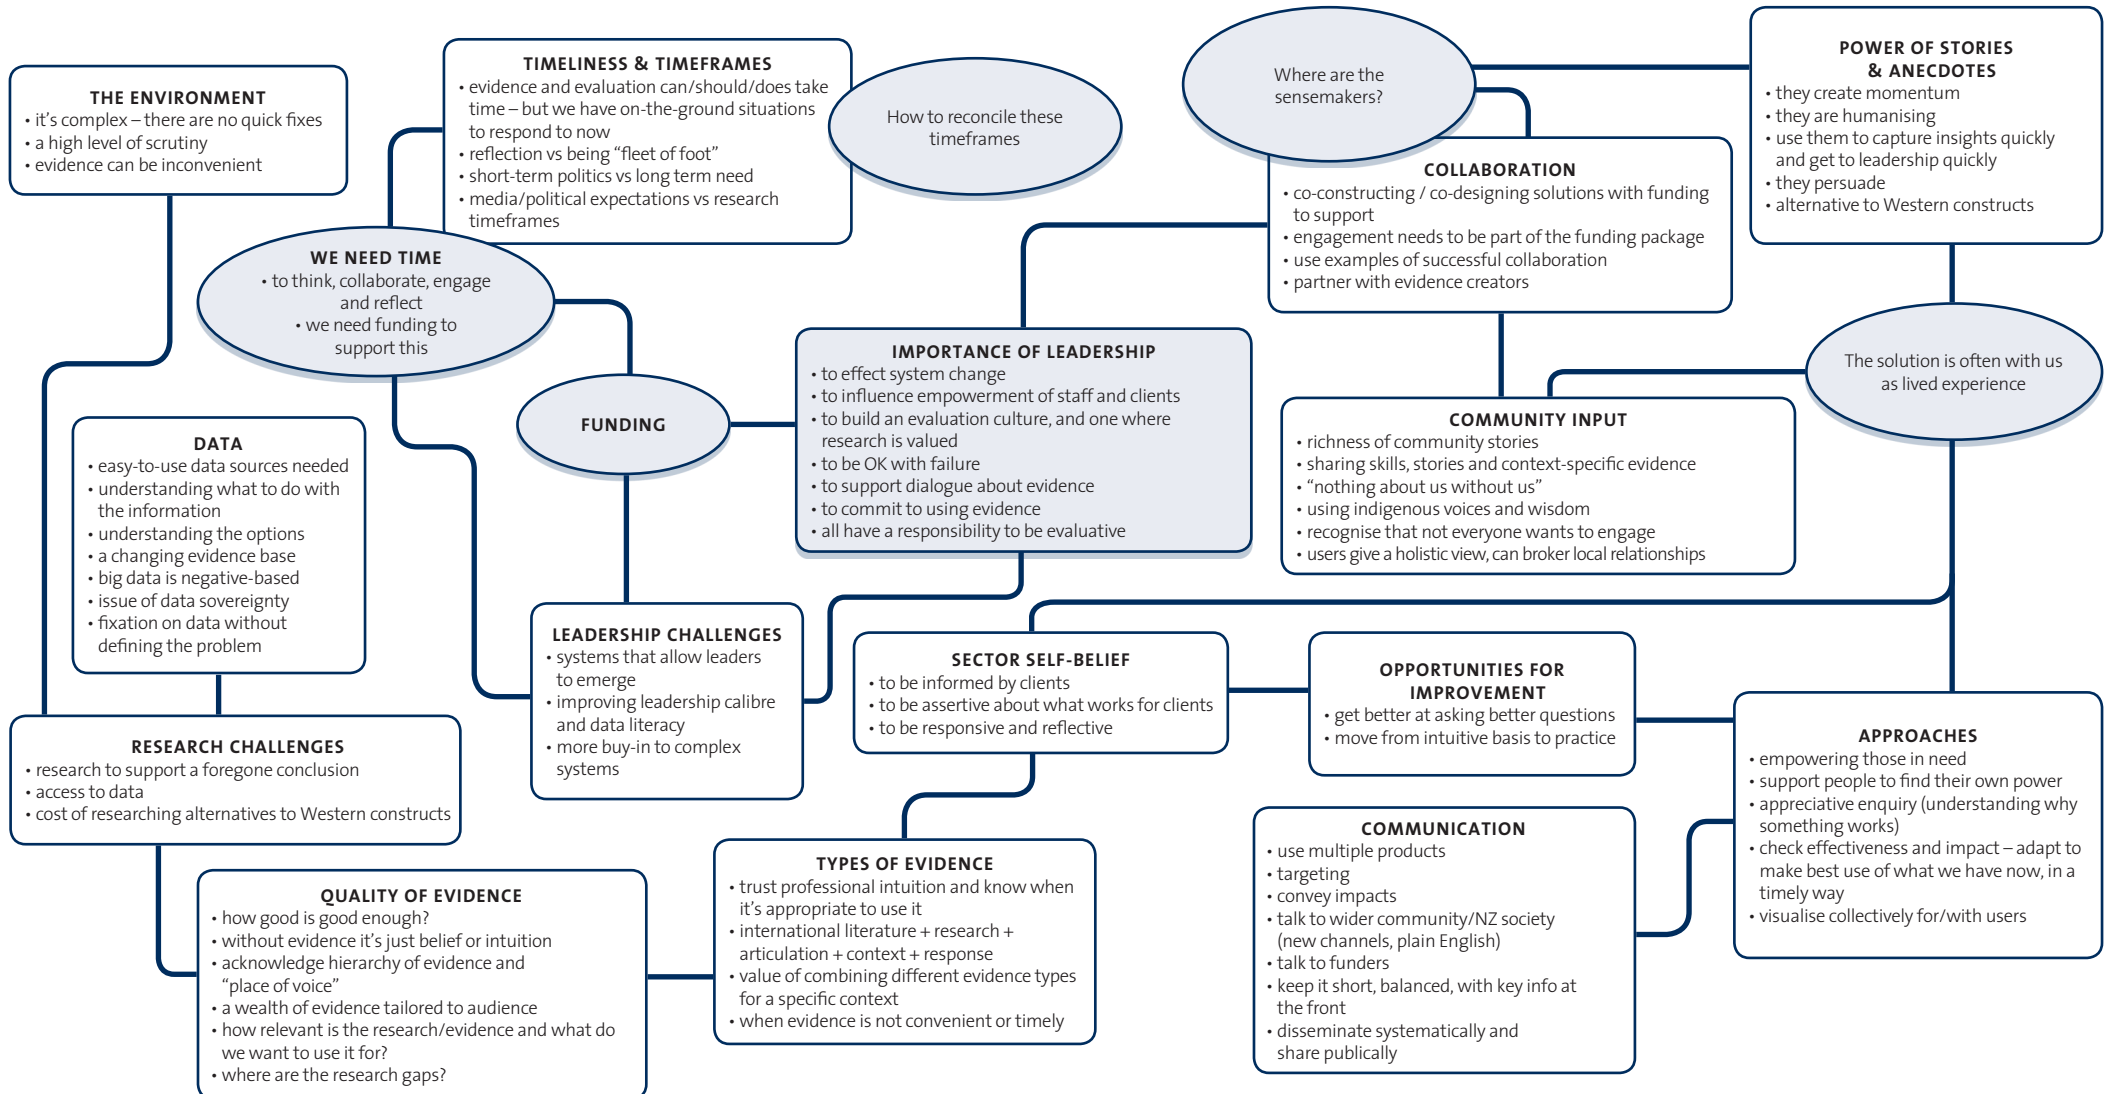 THE ENVIRONMENT
• it’s complex – there are no quick fixes
• a high level of scrutiny
• evidence can be inconvenient
TIMELINESS & TIMEFRAMES
• evidence and evaluation can/should/does take
time – but we have on-the-ground situations
to respond to now
• reflection vs being “fleet of foot”
• short-term politics vs long term need
• media/political expectations vs research
timeframes
How to reconcile these
timeframes
Where are the
sensemakers?
POWER OF STORIES
& ANECDOTES
• they create momentum
• they are humanising
• use them to capture insights quickly
and get to leadership quickly
• they persuade
• alternative to Western constructs
COLLABORATION
• co-constructing / co-designing solutions with funding
to support
• engagement needs to be part of the funding package
• use examples of successful collaboration
• partner with evidence creators
WE NEED TIME
• to think, collaborate, engage
and reflect
• we need funding to
support this
FUNDING
IMPORTANCE OF LEADERSHIP
• to effect system change
• to influence empowerment of staff and clients
• to build an evaluation culture, and one where
research is valued
• to be OK with failure
• to support dialogue about evidence
• to commit to using evidence
• all have a responsibility to be evaluative
The solution is often with us
as lived experience
COMMUNITY INPUT
• richness of community stories
• sharing skills, stories and context-specific evidence
• “nothing about us without us”
• using indigenous voices and wisdom
• recognise that not everyone wants to engage
• users give a holistic view, can broker local relationships
DATA
• easy-to-use data sources needed
• understanding what to do with
the information
• understanding the options
• a changing evidence base
• big data is negative-based
• issue of data sovereignty
• fixation on data without
defining the problem
LEADERSHIP CHALLENGES
• systems that allow leaders
to emerge
• improving leadership calibre
and data literacy
• more buy-in to complex
systems
SECTOR SELF-BELIEF
• to be informed by clients
• to be assertive about what works for clients
• to be responsive and reflective
OPPORTUNITIES FOR
IMPROVEMENT
• get better at asking better questions
• move from intuitive basis to practice
APPROACHES
• empowering those in need
• support people to find their own power
• appreciative enquiry (understanding why
something works)
• check effectiveness and impact – adapt to
make best use of what we have now, in a
timely way
• visualise collectively for/with users
RESEARCH CHALLENGES
• research to support a foregone conclusion
• access to data
• cost of researching alternatives to Western constructs
QUALITY OF EVIDENCE
• how good is good enough?
• without evidence it’s just belief or intuition
• acknowledge hierarchy of evidence and
“place of voice”
• a wealth of evidence tailored to audience
• how relevant is the research/evidence and what do
we want to use it for?
• where are the research gaps?
TYPES OF EVIDENCE
• trust professional intuition and know when
it’s appropriate to use it
• international literature + research +
articulation + context + response
• value of combining different evidence types
for a specific context
• when evidence is not convenient or timely
COMMUNICATION
• use multiple products
• targeting
• convey impacts
• talk to wider community/NZ society
(new channels, plain English)
• talk to funders
• keep it short, balanced, with key info at
the front
• disseminate systematically and
share publically